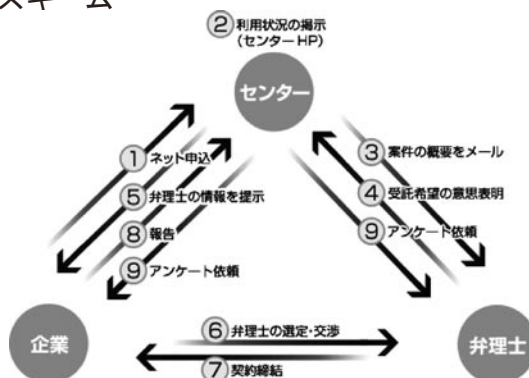 スキーム
②利用状況の掲示
(センターHP)
センター
①ネット申込
③案件の概要をメール
⑤弁理士の情報を提示
④受託希望の意思表明
⑧報告
⑨アンケート依頼
⑨アンケート依頼
企業
⑥弁理士の選定・交渉
弁理士
⑦契約締結